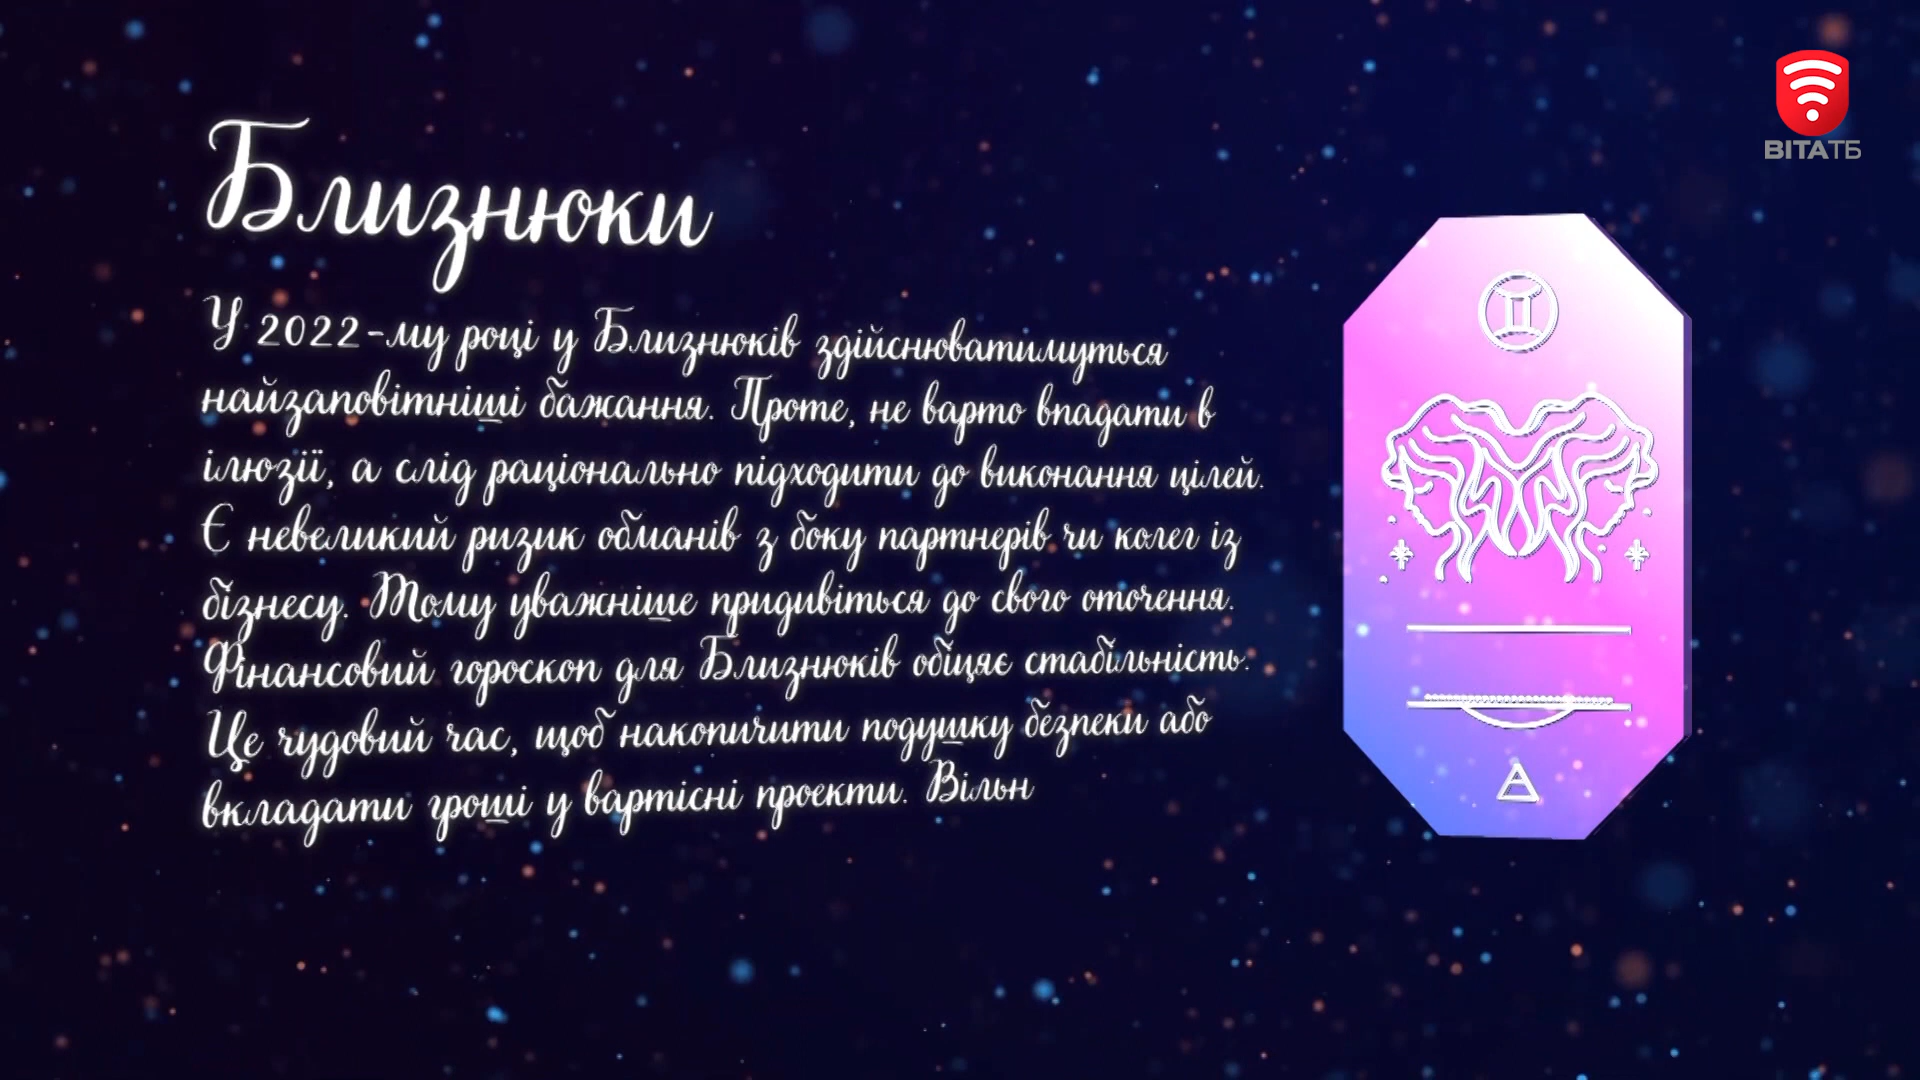 ВІТАТБ
Близнюки
У 2022-му році у Близнюків здійснюватимуться
найзаповітніші бажання. Проте, не варто впадати в
ілюзії, а слід раціонально підходити до виконання цілей.
Є невеликий ризик обманів з боку партнерів чи колег із
бізнесу. Тому уважніше придивіться до свого оточення.
Фінансовий гороскоп для Близнюків обіцяє стабільність.
Це чудовий час, щоб накопичити подушку безпеки або
вкладати гроші у вартісні проекти. Вільн